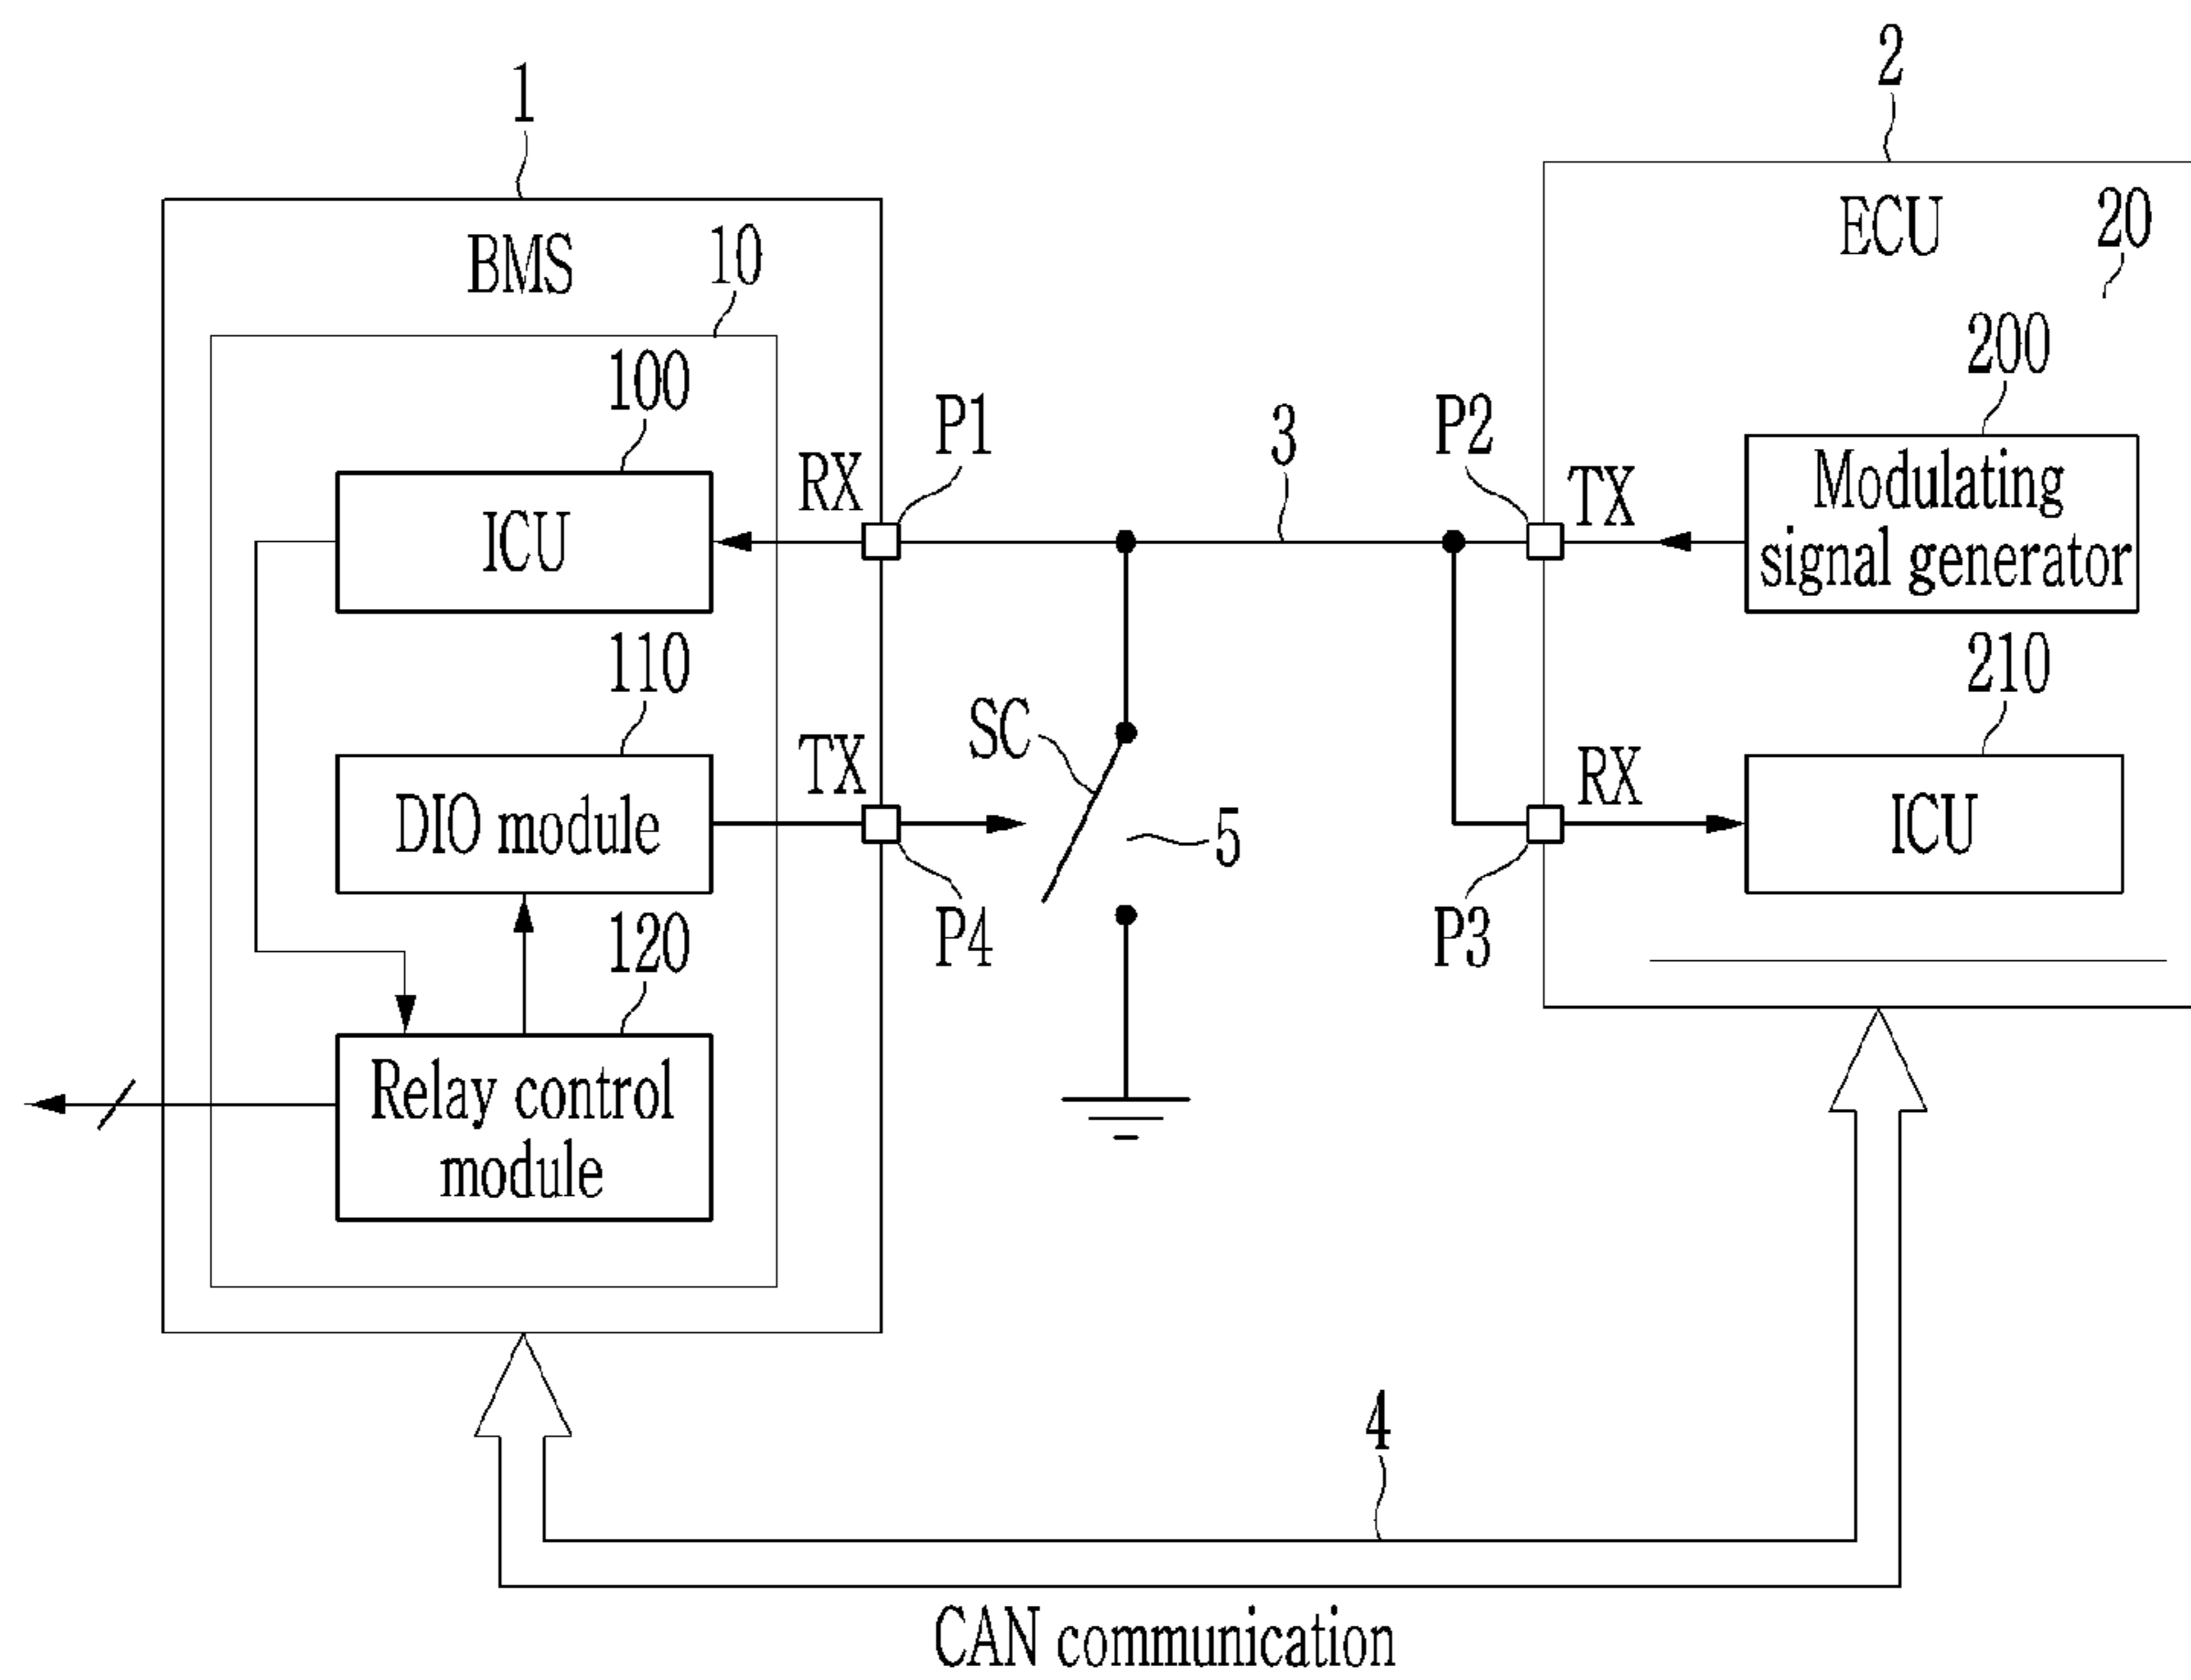 1
2
BMS
10
ECU
20
100
P1
3
P2
200
RX
TX
ICU
Modulating
signal generator
110
210
SC
TX
RX
DIO module
5
ICU
120
P4
P3
Relay control
module
4
CAN communication